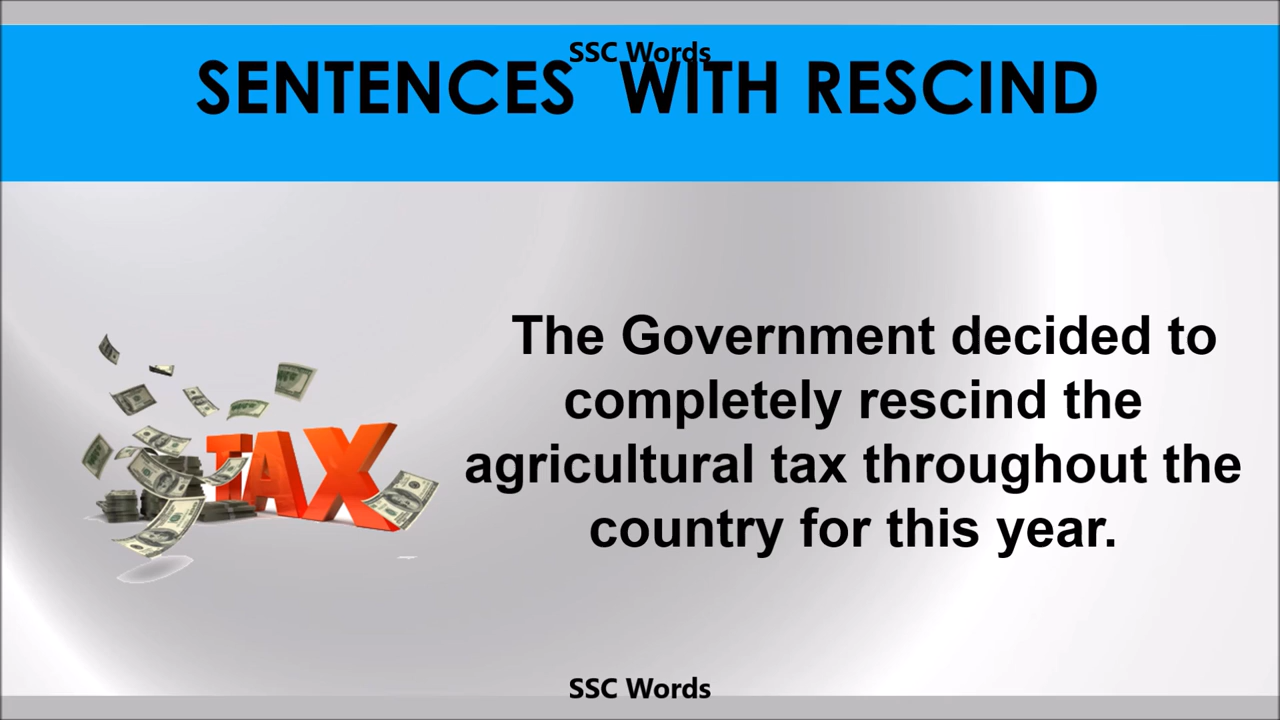 SSC Words
SENTENCES WITH RESCIND
TAX
The Government decided to
completely rescind the
agricultural tax throughout the
country for this year.
SSC Words